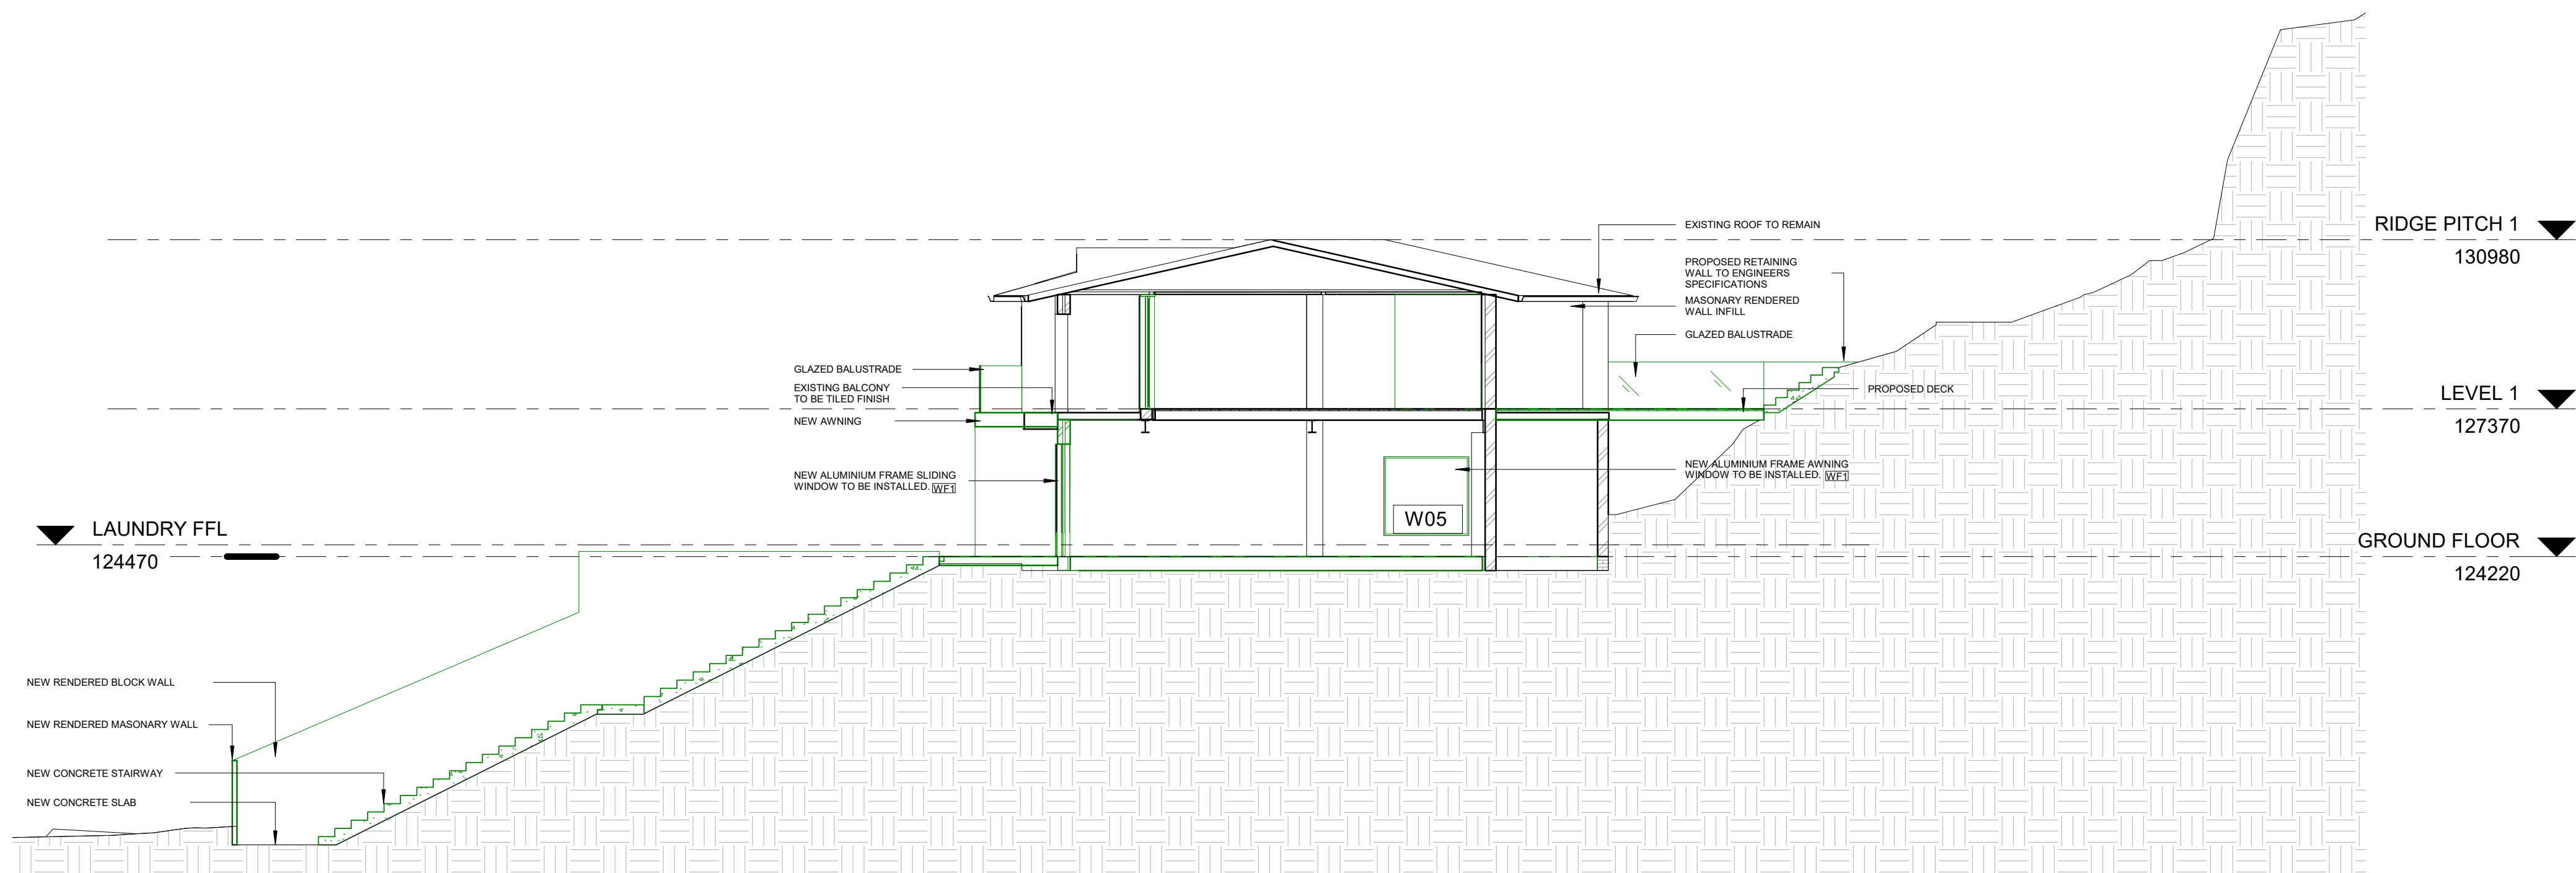 RIDGE PITCH 1
130980
EXISTING ROOF TO REMAIN
PROPOSED RETAINING
WALL TO ENGINEERS
SPECIFICATIONS
MASONARY RENDERED
WALL INFILL
GLAZED BALUSTRADE
GLAZED BALUSTRADE
EXISTING BALCONY
TO BE TILED FINISH
NEW AWNING
PROPOSED DECK
LEVEL 1
127370
NEW ALUMINIUM FRAME SLIDING
WINDOW TO BE INSTALLED. WF1
NEW ALUMINIUM FRAME AWNING
WINDOW TO BE INSTALLED. WF1
W05
LAUNDRY FFL
124470
GROUND FLOOR
124220
NEW RENDERED BLOCK WALL
NEW RENDERED MASONARY WALL
NEW CONCRETE STAIRWAY
NEW CONCRETE SLAB